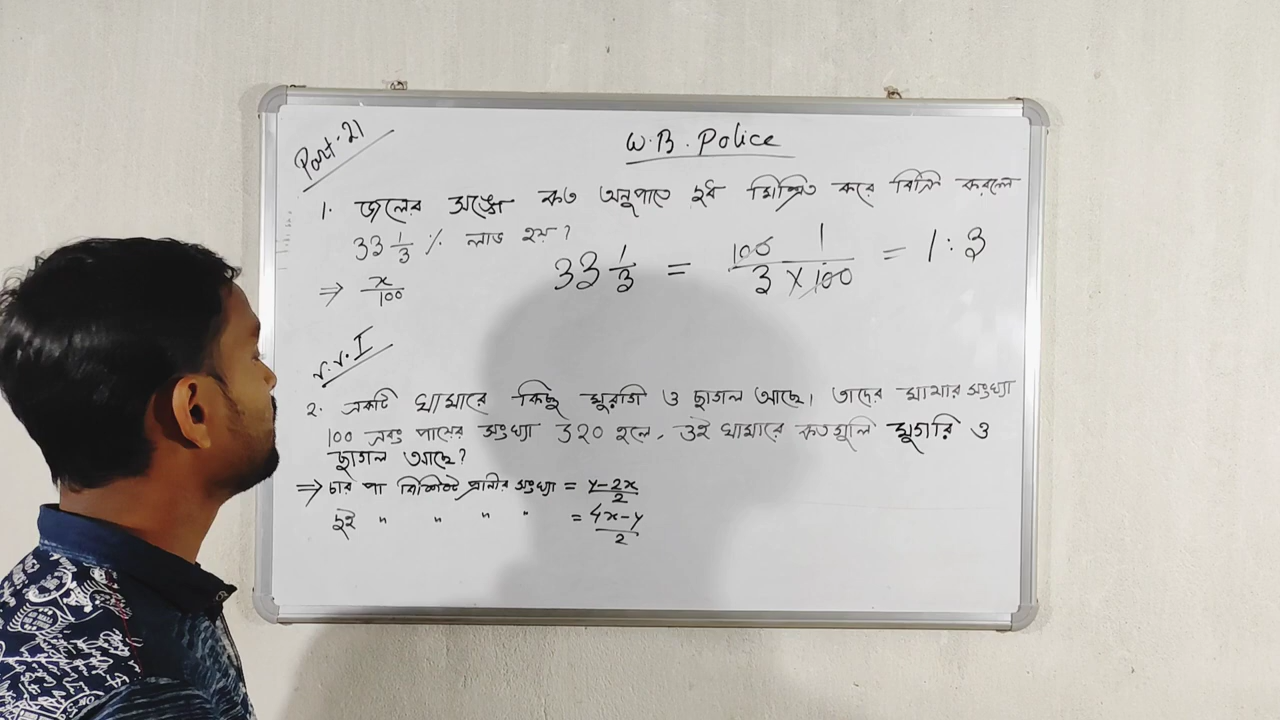 Part-21
W.B. Police
1. জলের সঙ্গে কত অনুপাতে দুধ মিশ্রিত করে বিক্রি করলে
33 1/3 % লাভ হয়?
⇒ x/100
33 1/3 = 100/3 × 1/100 = 1:3
v.v.I
2. একটি খামারে কিছু মুরগি ও ছাগল আছে। তাদের মাথার সংখ্যা
100 এবং পায়ের সংখ্যা 320 হলে, ওই খামারে কতগুলি মুগরি ও
ছাগল আছে?
⇒ চার পা বিশিষ্ট প্রানীর সংখ্যা = y-2x/2
দুই " " " " = 4x-y/2